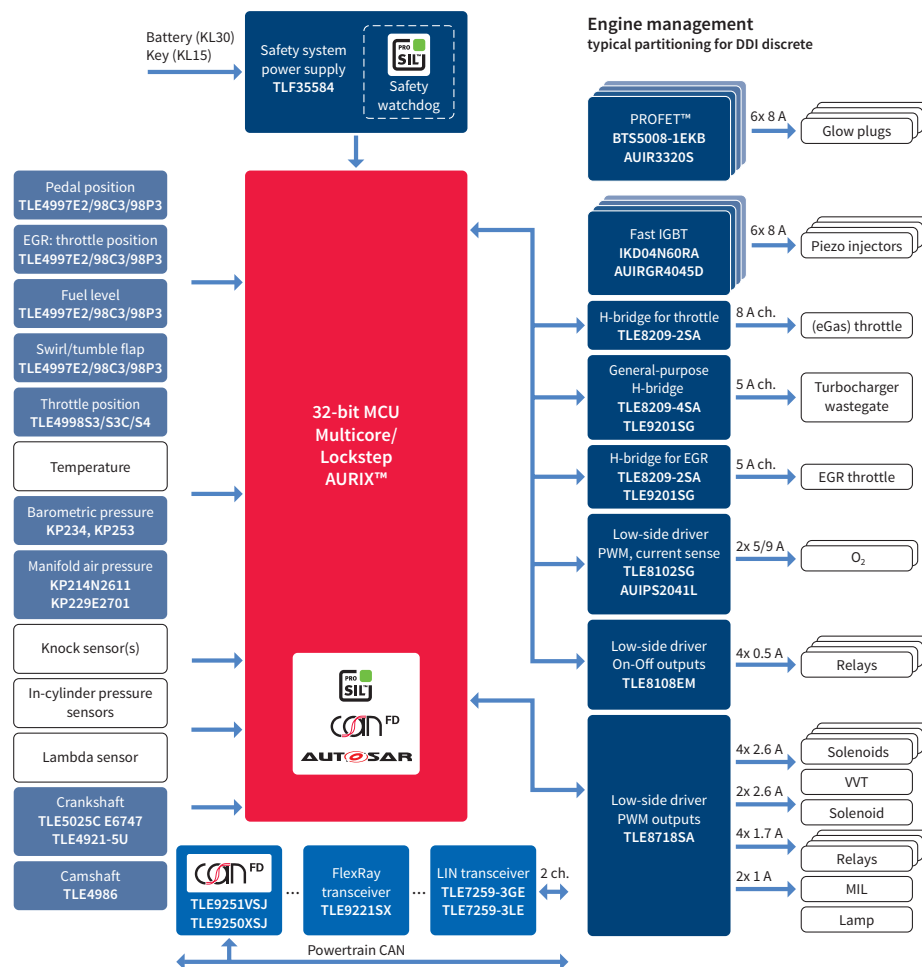 Battery (KL30)
Key (KL15)
Safety system
power supply
TLF35584
PRO
SIL™
Safety
watchdog
Engine management
typical partitioning for DDI discrete
Pedal position
TLE4997E2/98C3/98P3
EGR: throttle position
TLE4997E2/98C3/98P3
Fuel level
TLE4997E2/98C3/98P3
Swirl/tumble flap
TLE4997E2/98C3/98P3
Throttle position
TLE4998S3/S3C/S4
Temperature
Barometric pressure
KP234, KP253
Manifold air pressure
KP214N2611
KP229E2701
Knock sensor(s)
In-cylinder pressure
sensors
Lambda sensor
Crankshaft
TLE5025C E6747
TLE4921-5U
Camshaft
TLE4986
32-bit MCU
Multicore/
Lockstep
AURIX™
PRO
SIL™
CAN FD
AUTOSAR
PROFET™
BTS5008-1EKB
AUIR3320S
6x 8 A
Glow plugs
Fast IGBT
IKD04N60RA
AUIRGR4045D
6x 8 A
Piezo injectors
H-bridge for throttle
TLE8209-2SA
8 A ch.
(eGas) throttle
General-purpose
H-bridge
TLE8209-4SA
TLE9201SG
5 A ch.
Turbocharger
wastegate
H-bridge for EGR
TLE8209-2SA
TLE9201SG
5 A ch.
EGR throttle
Low-side driver
PWM, current sense
TLE8102SG
AUIPS2041L
2x 5/9 A
O₂
Low-side driver
On-Off outputs
TLE8108EM
4x 0.5 A
Relays
Low-side driver
PWM outputs
TLE8718SA
4x 2.6 A
Solenoids
VVT
2x 2.6 A
Solenoid
4x 1.7 A
Relays
2x 1 A
MIL
Lamp
CAN FD
TLE9251VSJ
TLE9250XSJ
...
FlexRay
transceiver
TLE9221SX
...
LIN transceiver
TLE7259-3GE
TLE7259-3LE
2 ch.
Powertrain CAN